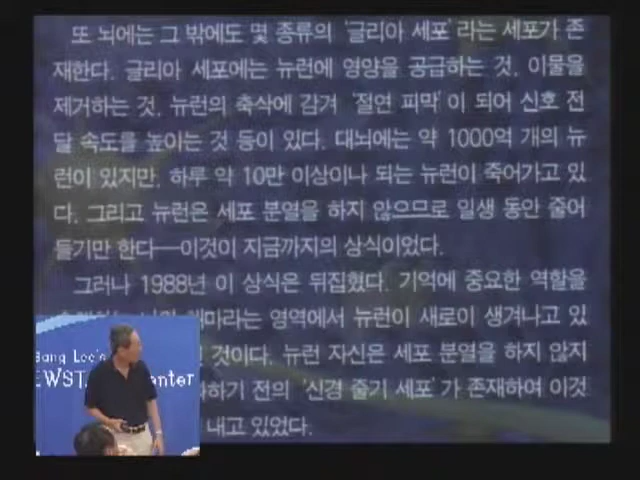 또 뇌에는 그 밖에도 몇 종류의 '글리아 세포' 라는 세포가 존
재한다. 글리아 세포에는 뉴런에 영양을 공급하는 것, 이물을
제거하는 것, 뉴런의 축삭에 감겨 '절연 피막' 이 되어 신호 전
달 속도를 높이는 것 등이 있다. 대뇌에는 약 1000억 개의 뉴
런이 있지만, 하루 약 10만 이상이나 되는 뉴런이 죽어가고 있
다. 그리고 뉴런은 세포 분열을 하지 않으므로 일생 동안 줄어
들기만 한다—이것이 지금까지의 상식이었다.
그러나 1988년 이 상식은 뒤집혔다. 기억에 중요한 역할을
해마라는 영역에서 뉴런이 새로이 생겨나고 있
것이다. 뉴런 자신은 세포 분열을 하지 않지
하기 전의 '신경 줄기 세포' 가 존재하여 이것
내고 있었다.
Sang Lee's
EWST
enter